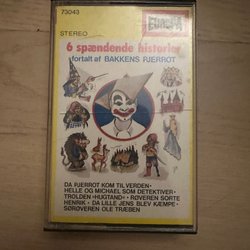 73043
EUROPA
STEREO
6 spændende historier
fortalt af BAKKENS PJERROT
DA PJERROT KOM TIL VERDEN •
HELLE OG MICHAEL SOM DETEKTIVER •
TROLDEN »HUGTAND« • RØVEREN SORTE
HENRIK • DA LILLE JENS BLEV KÆMPE •
SØRØVEREN OLE TRÆBEN